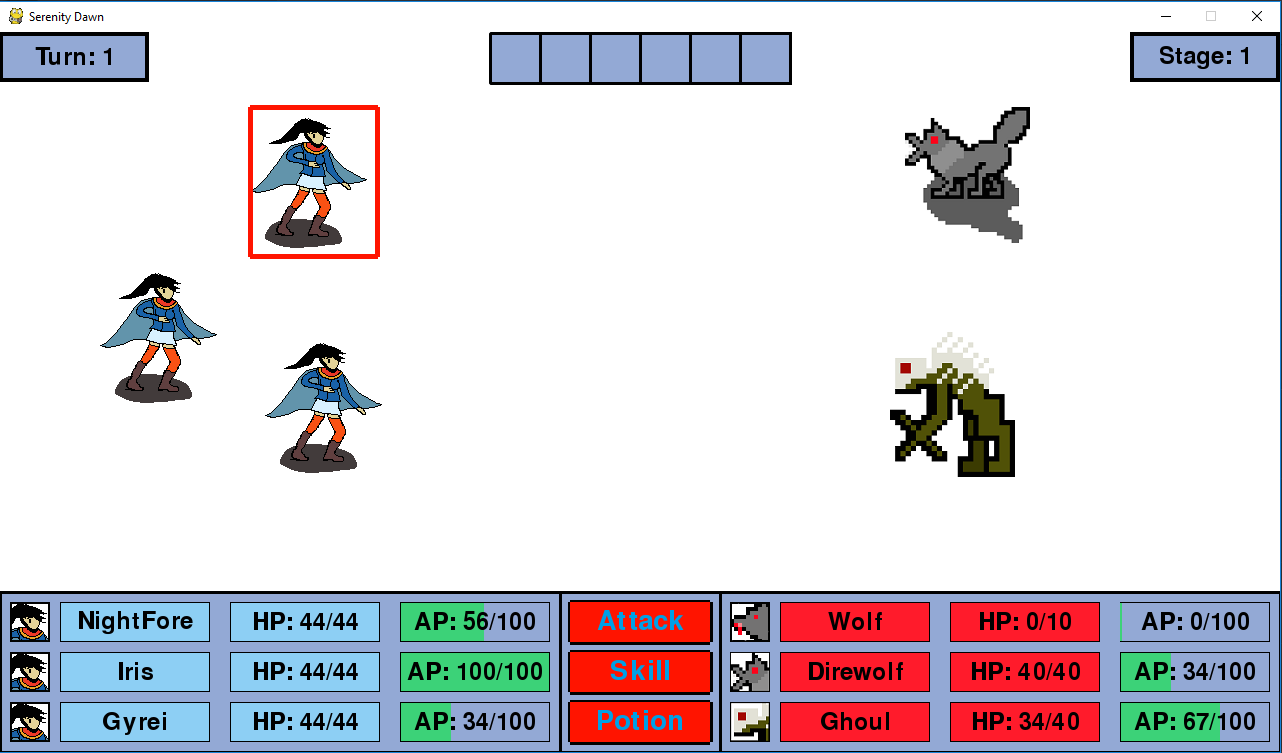 Serenity Dawn
Turn: 1
Stage: 1
NightFore HP: 44/44 AP: 56/100 Attack Wolf HP: 0/10 AP: 0/100
Iris HP: 44/44 AP: 100/100 Skill Direwolf HP: 40/40 AP: 34/100
Gyrei HP: 44/44 AP: 34/100 Potion Ghoul HP: 34/40 AP: 67/100